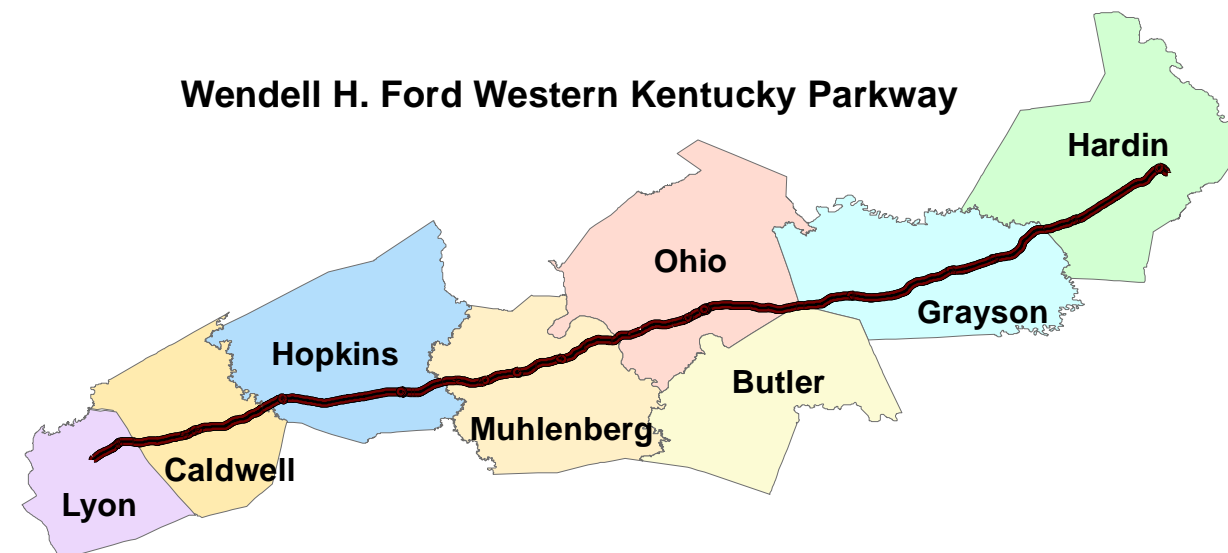 Wendell H. Ford Western Kentucky Parkway
Hardin
Ohio
Grayson
Hopkins
Butler
Muhlenberg
Caldwell
Lyon